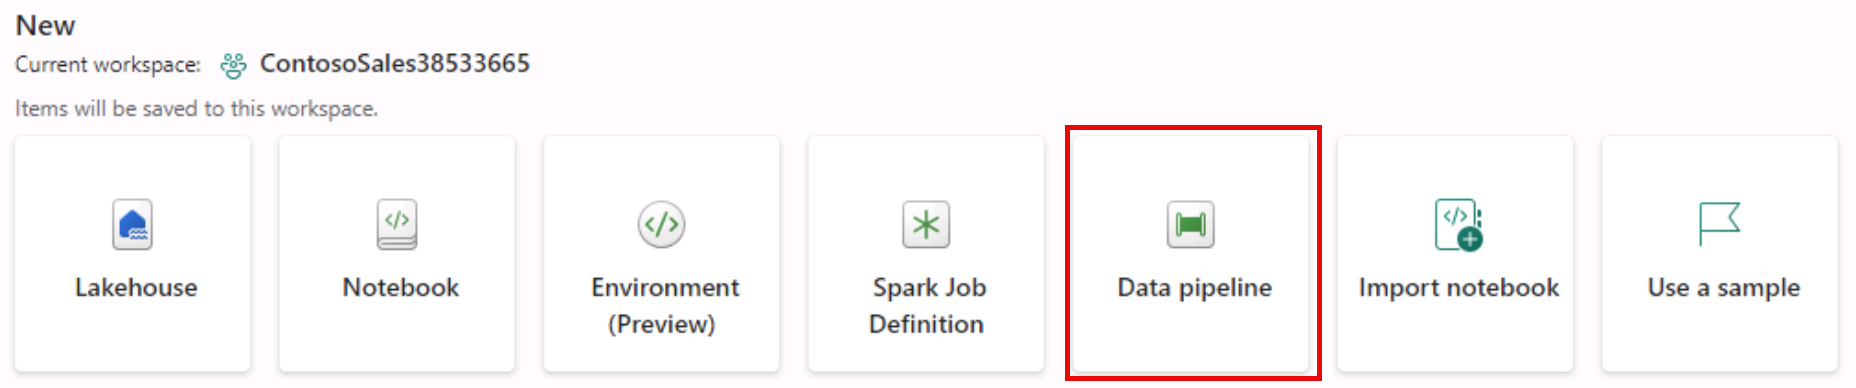 New
Current workspace: ContosoSales38533665
Items will be saved to this workspace.
Lakehouse
Notebook
Environment
(Preview)
Spark Job
Definition
Data pipeline
Import notebook
Use a sample